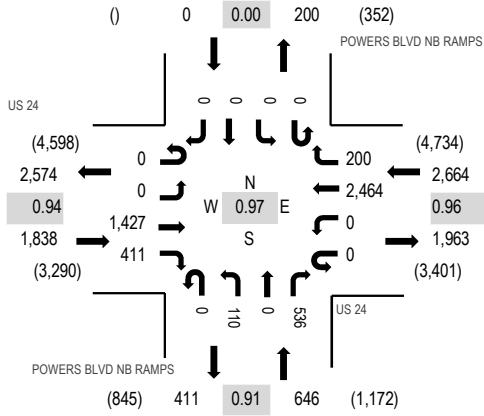 () 0 0.00 200 (352)
POWERS BLVD NB RAMPS
US 24
0 0 0 0
(4,598) (4,734)
0 200
2,574 2,664
N
0 2,464
0.94 W 0.97 E 0.96
1,427 0
1,838 S 1,963
411 0
(3,290) (3,401)
0 110 0 536
US 24
POWERS BLVD NB RAMPS
(845) 411 0.91 646 (1,172)